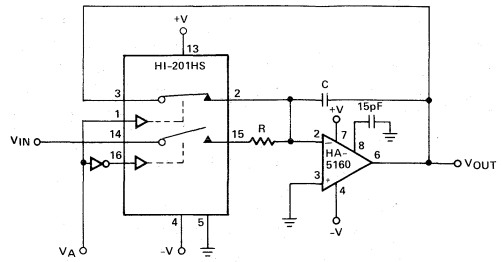 +V
13
HI-201HS
3
2
C
1
+V
15pF
14
15
R
2
7
VIN
−
8
HA-
5160
6
VOUT
16
3
+
4
4
5
-V
VA
-V